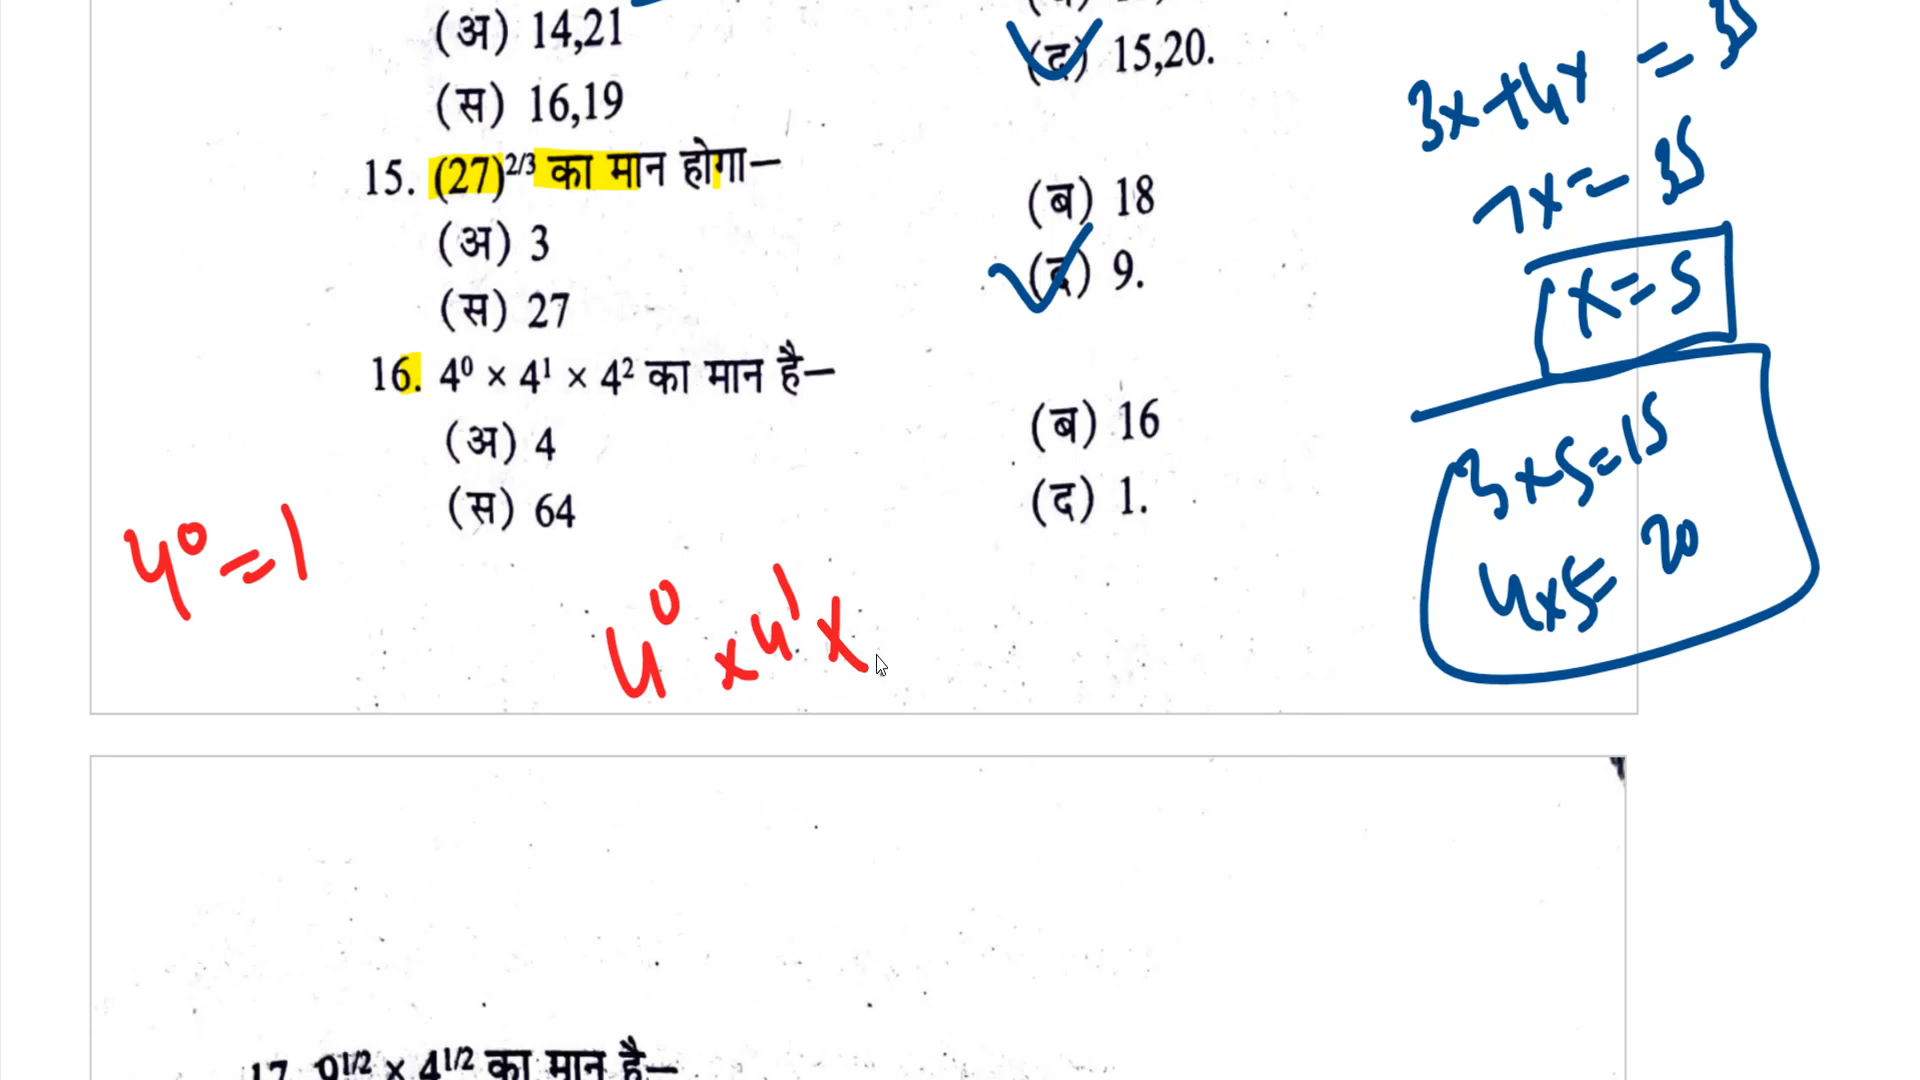 (अ) 14,21
(द) 15,20.
(स) 16,19
15. (27)2/3 का मान होगा—
(अ) 3
(ब) 18
(स) 27
(द) 9.
16. 4⁰ × 4¹ × 4² का मान है—
(अ) 4
(ब) 16
(स) 64
(द) 1.
4⁰ = 1
4⁰ × 4¹ ×
3x + 4x = 35
7x = 35
x = 5
3 × 5 = 15
4 × 5 = 20
17. 9^1/2 × 4^1/2 का मान है—